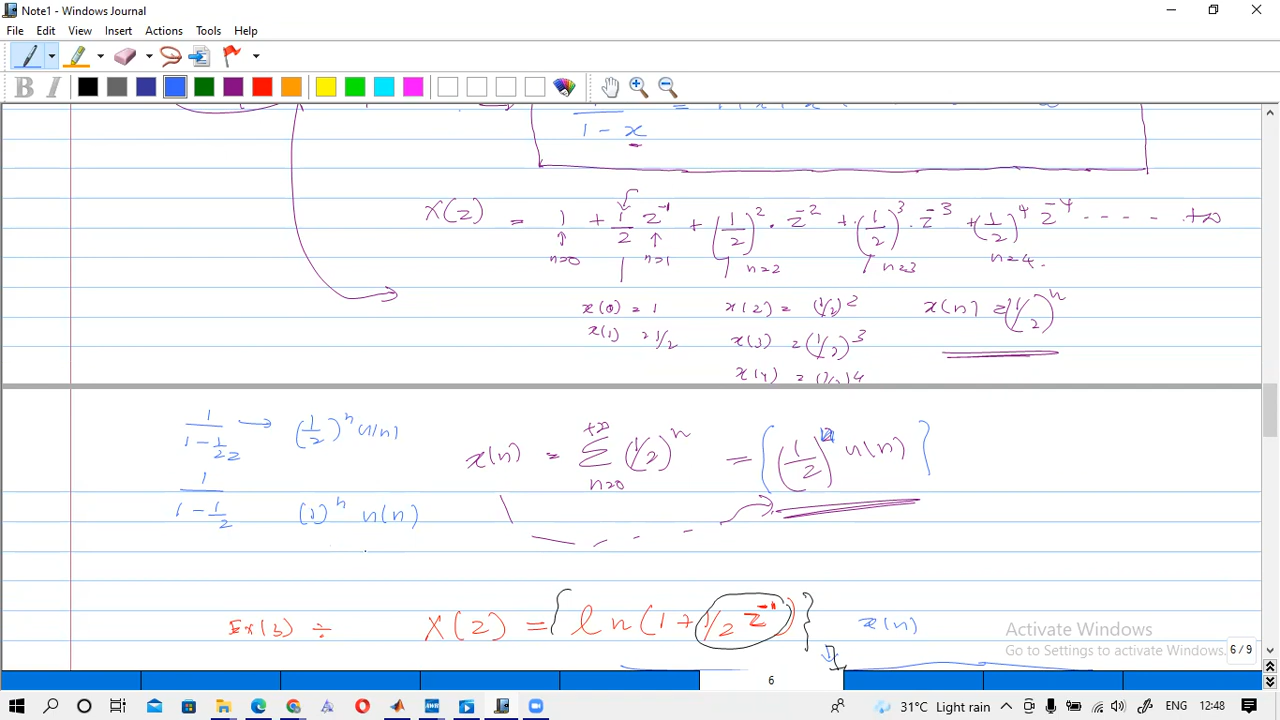 Note1 - Windows Journal
File Edit View Insert Actions Tools Help
B I
1 - x
X(z) = 1 + 1/2 z⁻¹ + (1/2)² . z⁻² + (1/2)³ . z⁻³ + (1/2)⁴ z⁻⁴ - - - - +∞
n=0 n=1 n=2 n=3 n=4
x(0) = 1 x(2) = (1/2)² x(n) = (1/2)ⁿ
x(1) = 1/2 x(3) = (1/2)³
x(4) = (1/2)⁴
1/(1-1/2z) → (1/2)ⁿ u(n)
x(n) = +∞ Σ n=0 (1/2)ⁿ = {(1/2)ⁿ u(n)}
1/(1-1/2) (1)ⁿ u(n)
Ex(3) ÷ X(z) = {ln(1 + 1/2 z⁻¹)} x(n)
Activate Windows
Go to Settings to activate Windows.
6 / 9
6
31°C Light rain ENG 12:48